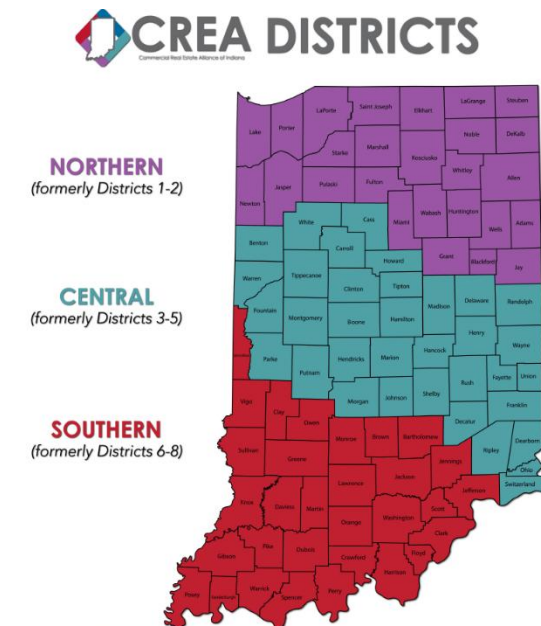 CREA DISTRICTS
Commercial Real Estate Alliance of Indiana
NORTHERN
(formerly Districts 1-2)
CENTRAL
(formerly Districts 3-5)
SOUTHERN
(formerly Districts 6-8)
Lake
Porter
LaPorte
Saint Joseph
Elkhart
LaGrange
Steuben
Noble
DeKalb
Starke
Marshall
Kosciusko
Whitley
Allen
Newton
Jasper
Pulaski
Fulton
Miami
Wabash
Huntington
Wells
Adams
Grant
Blackford
Jay
Benton
White
Cass
Carroll
Howard
Warren
Tippecanoe
Clinton
Tipton
Madison
Delaware
Randolph
Fountain
Montgomery
Boone
Hamilton
Henry
Wayne
Parke
Putnam
Hendricks
Marion
Hancock
Rush
Fayette
Union
Morgan
Johnson
Shelby
Franklin
Decatur
Ripley
Dearborn
Ohio
Switzerland
Vigo
Clay
Owen
Monroe
Brown
Bartholomew
Sullivan
Greene
Jennings
Jackson
Jefferson
Lawrence
Knox
Daviess
Martin
Orange
Washington
Scott
Clark
Gibson
Pike
Dubois
Crawford
Floyd
Harrison
Posey
Warrick
Spencer
Perry